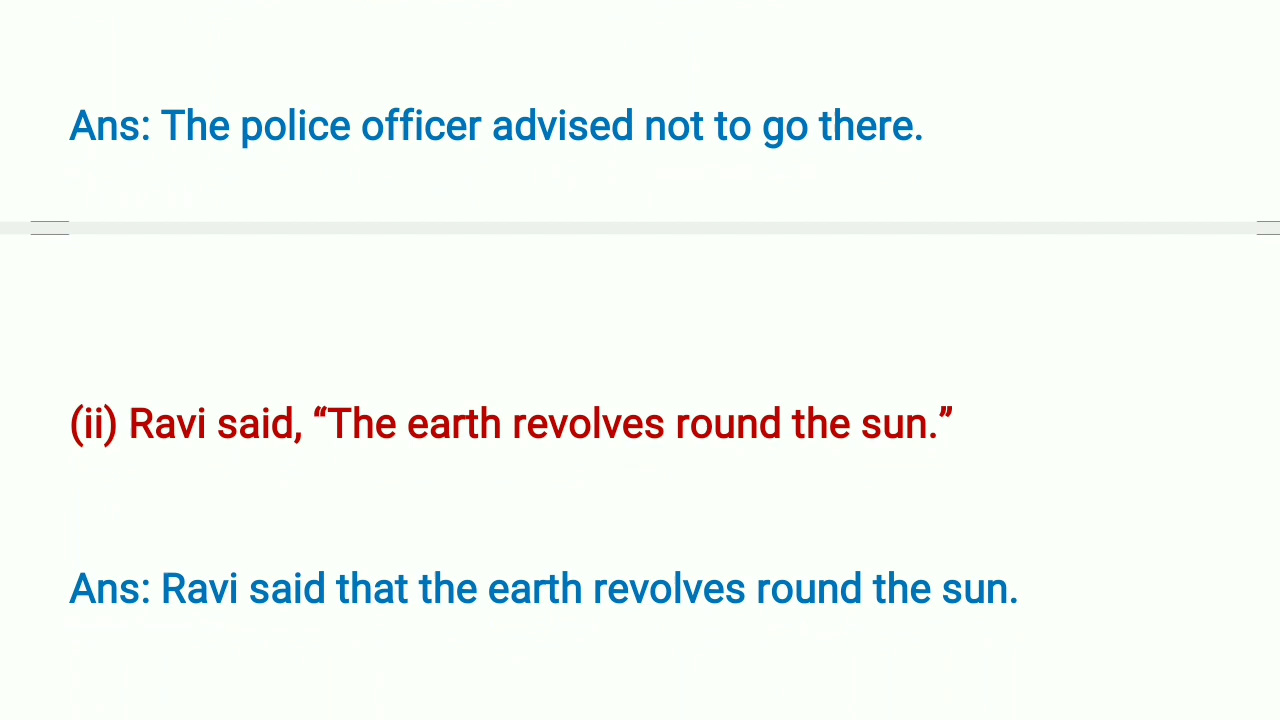 Ans: The police officer advised not to go there.
(ii) Ravi said, “The earth revolves round the sun.”
Ans: Ravi said that the earth revolves round the sun.